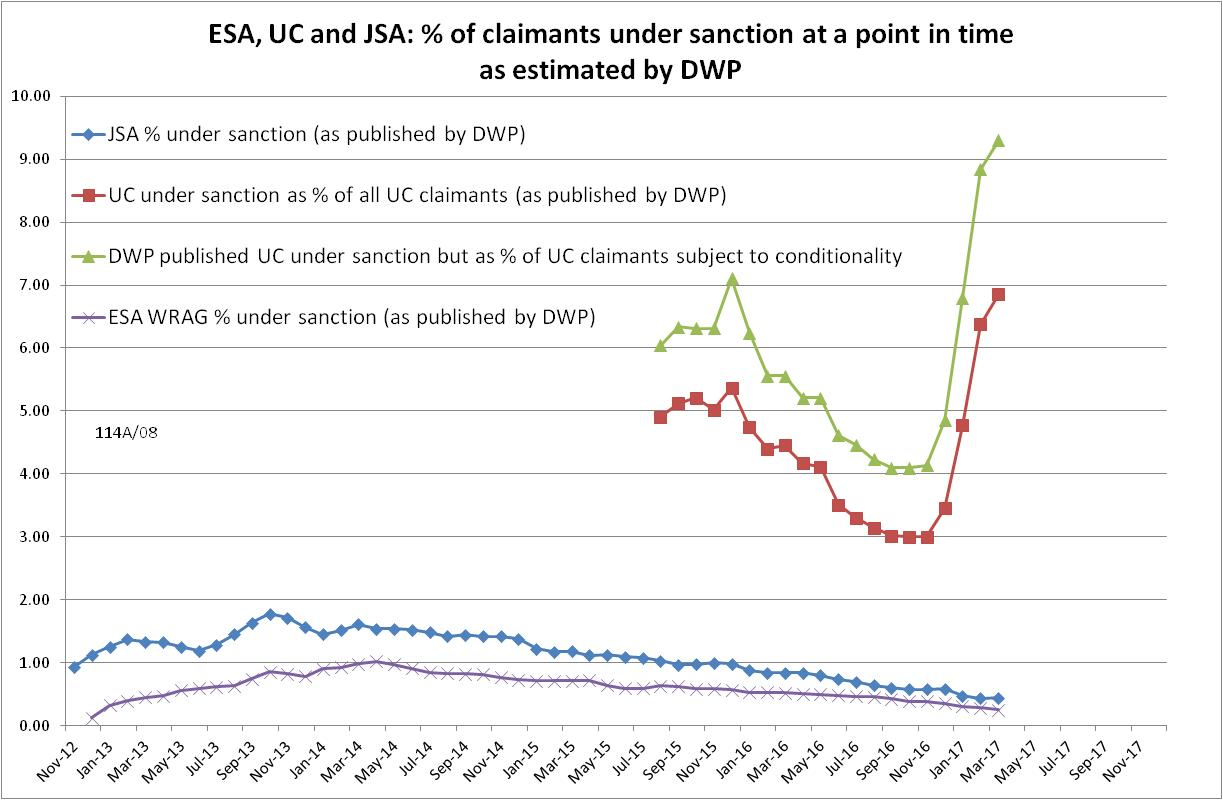 ESA, UC and JSA: % of claimants under sanction at a point in time
as estimated by DWP
10.00
JSA % under sanction (as published by DWP)
9.00
UC under sanction as % of all UC claimants (as published by DWP)
8.00
DWP published UC under sanction but as % of UC claimants subject to conditionality
7.00
ESA WRAG % under sanction (as published by DWP)
6.00
5.00
114A/08
4.00
3.00
2.00
1.00
0.00
Nov-12
Jan-13
Mar-13
May-13
Jul-13
Sep-13
Nov-13
Jan-14
Mar-14
May-14
Jul-14
Sep-14
Nov-14
Jan-15
Mar-15
May-15
Jul-15
Sep-15
Nov-15
Jan-16
Mar-16
May-16
Jul-16
Sep-16
Nov-16
Jan-17
Mar-17
May-17
Jul-17
Sep-17
Nov-17